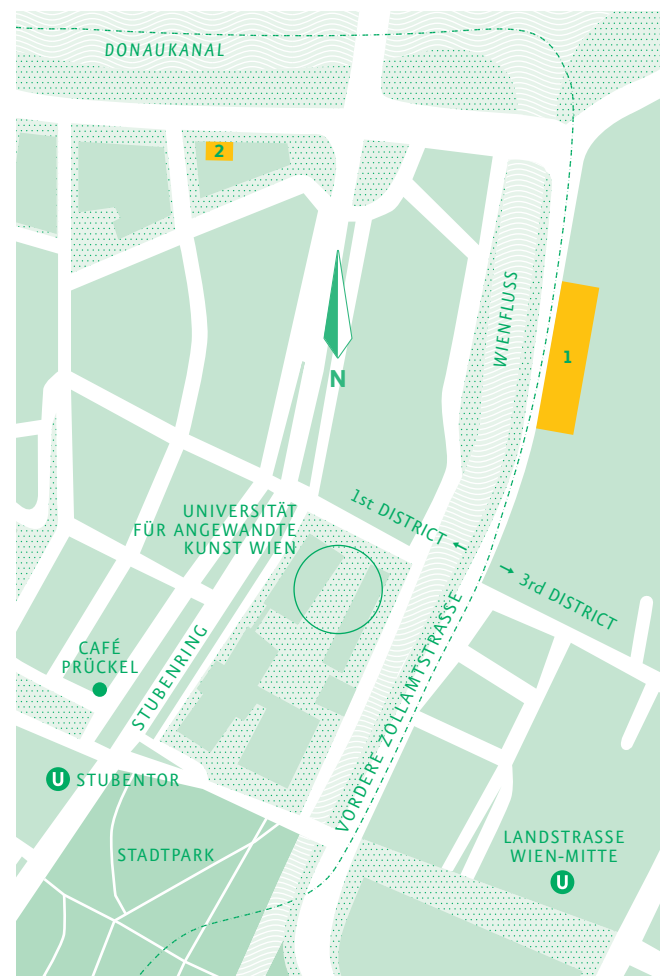 DONAUKANAL
2
WIENFLUSS
1
N
1st DISTRICT ←
UNIVERSITÄT
FÜR ANGEWANDTE
KUNST WIEN
→ 3rd DISTRICT
CAFÉ
PRÜCKEL
STUBENRING
VORDERE ZOLLAMTSTRASSE
U STUBENTOR
STADTPARK
LANDSTRASSE
WIEN-MITTE
U